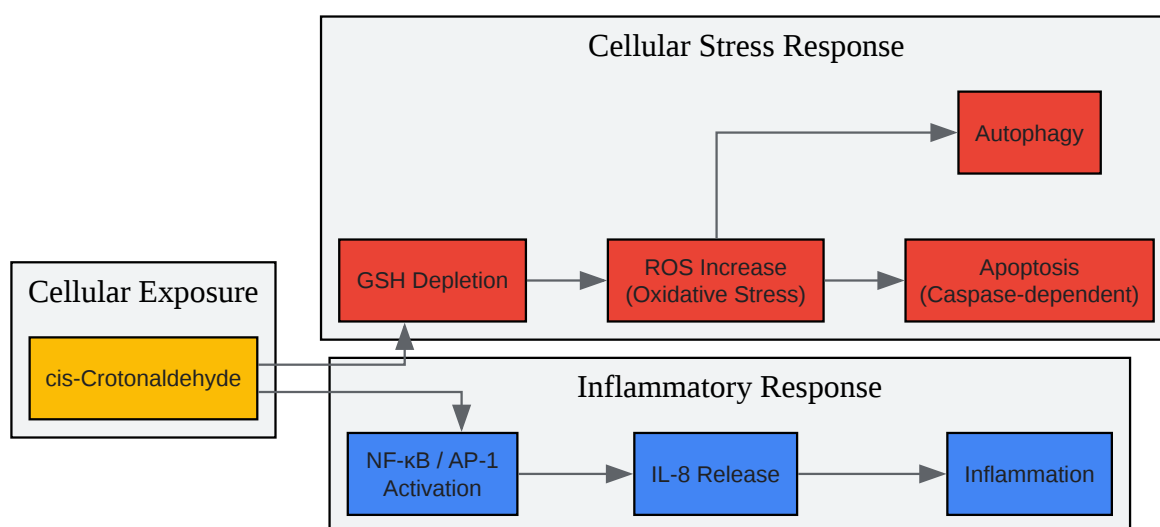 Cellular Stress Response
Autophagy
GSH Depletion
ROS Increase
(Oxidative Stress)
Apoptosis
(Caspase-dependent)
Cellular Exposure
cis-Crotonaldehyde
Inflammatory Response
NF-κB / AP-1
Activation
IL-8 Release
Inflammation